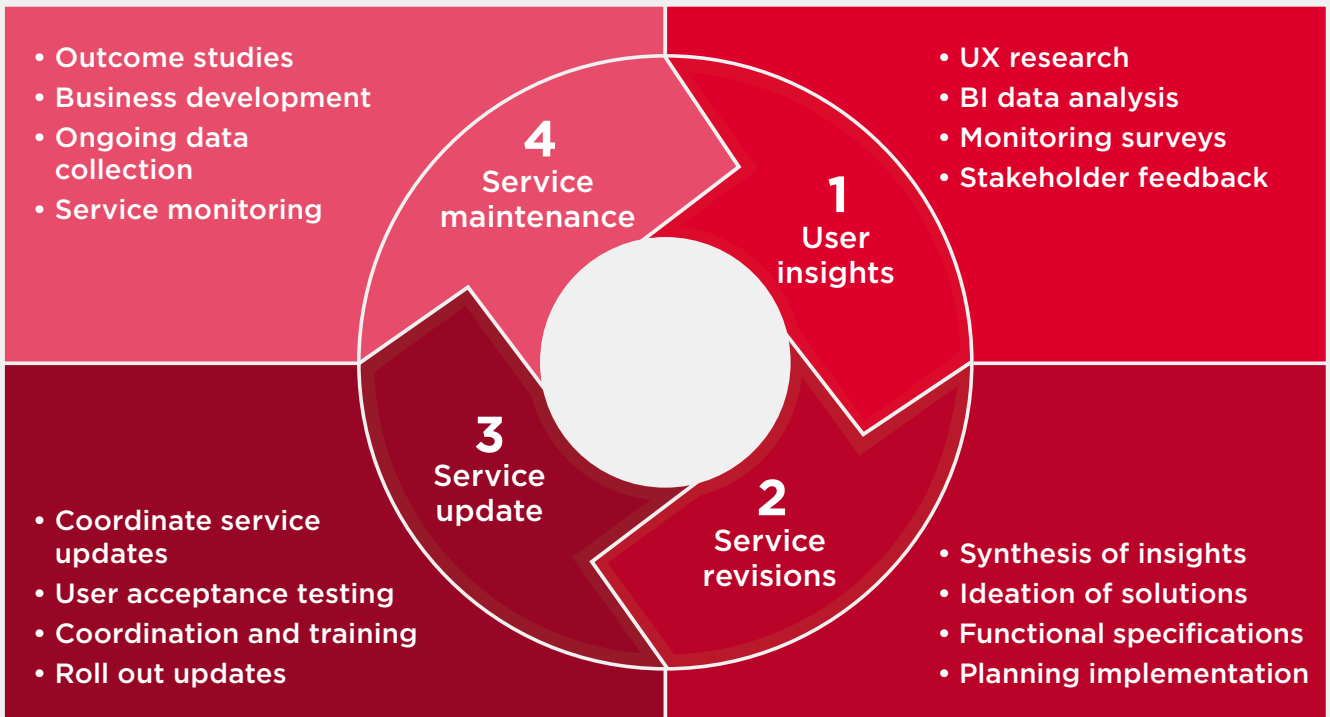 • Outcome studies
• Business development
• Ongoing data
collection
• Service monitoring
4
Service
maintenance
• UX research
• BI data analysis
• Monitoring surveys
• Stakeholder feedback
1
User
insights
3
Service
update
• Coordinate service
updates
• User acceptance testing
• Coordination and training
• Roll out updates
2
Service
revisions
• Synthesis of insights
• Ideation of solutions
• Functional specifications
• Planning implementation